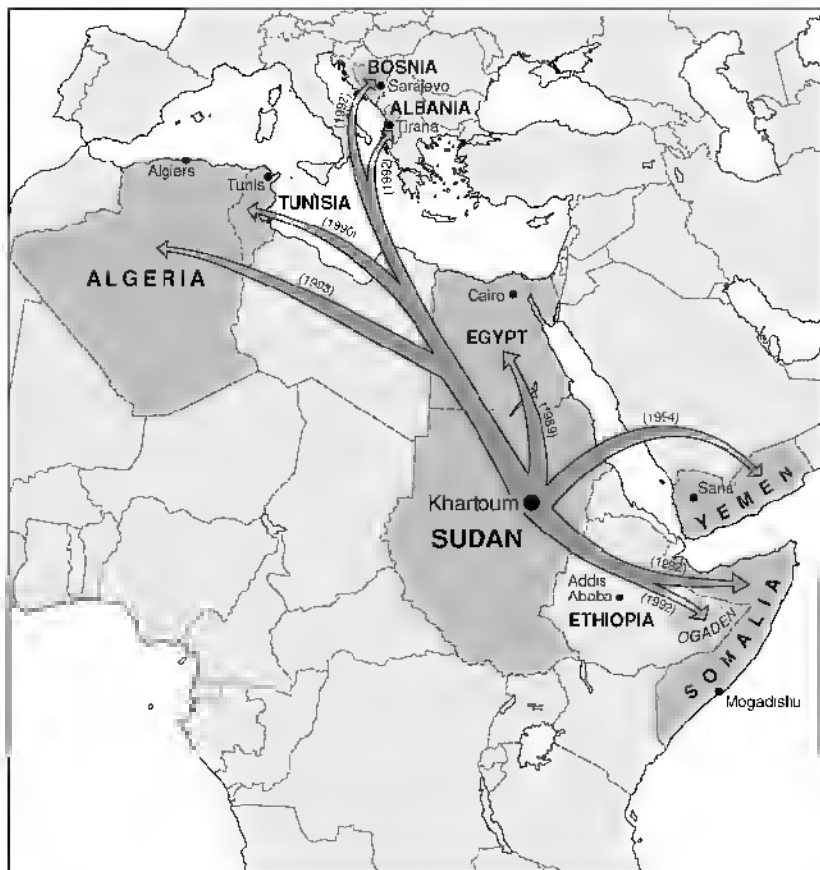 BOSNIA
Sarajevo
(1992)
ALBANIA
Tirana
(1992)
Algiers
Tunis
TUNISIA
(1990)
ALGERIA
(1993)
Cairo
EGYPT
(1989)
(1994)
Sana
YEMEN
Khartoum
SUDAN
(1992)
Addis
Ababa
(1992)
ETHIOPIA
OGADEN
SOMALIA
Mogadishu